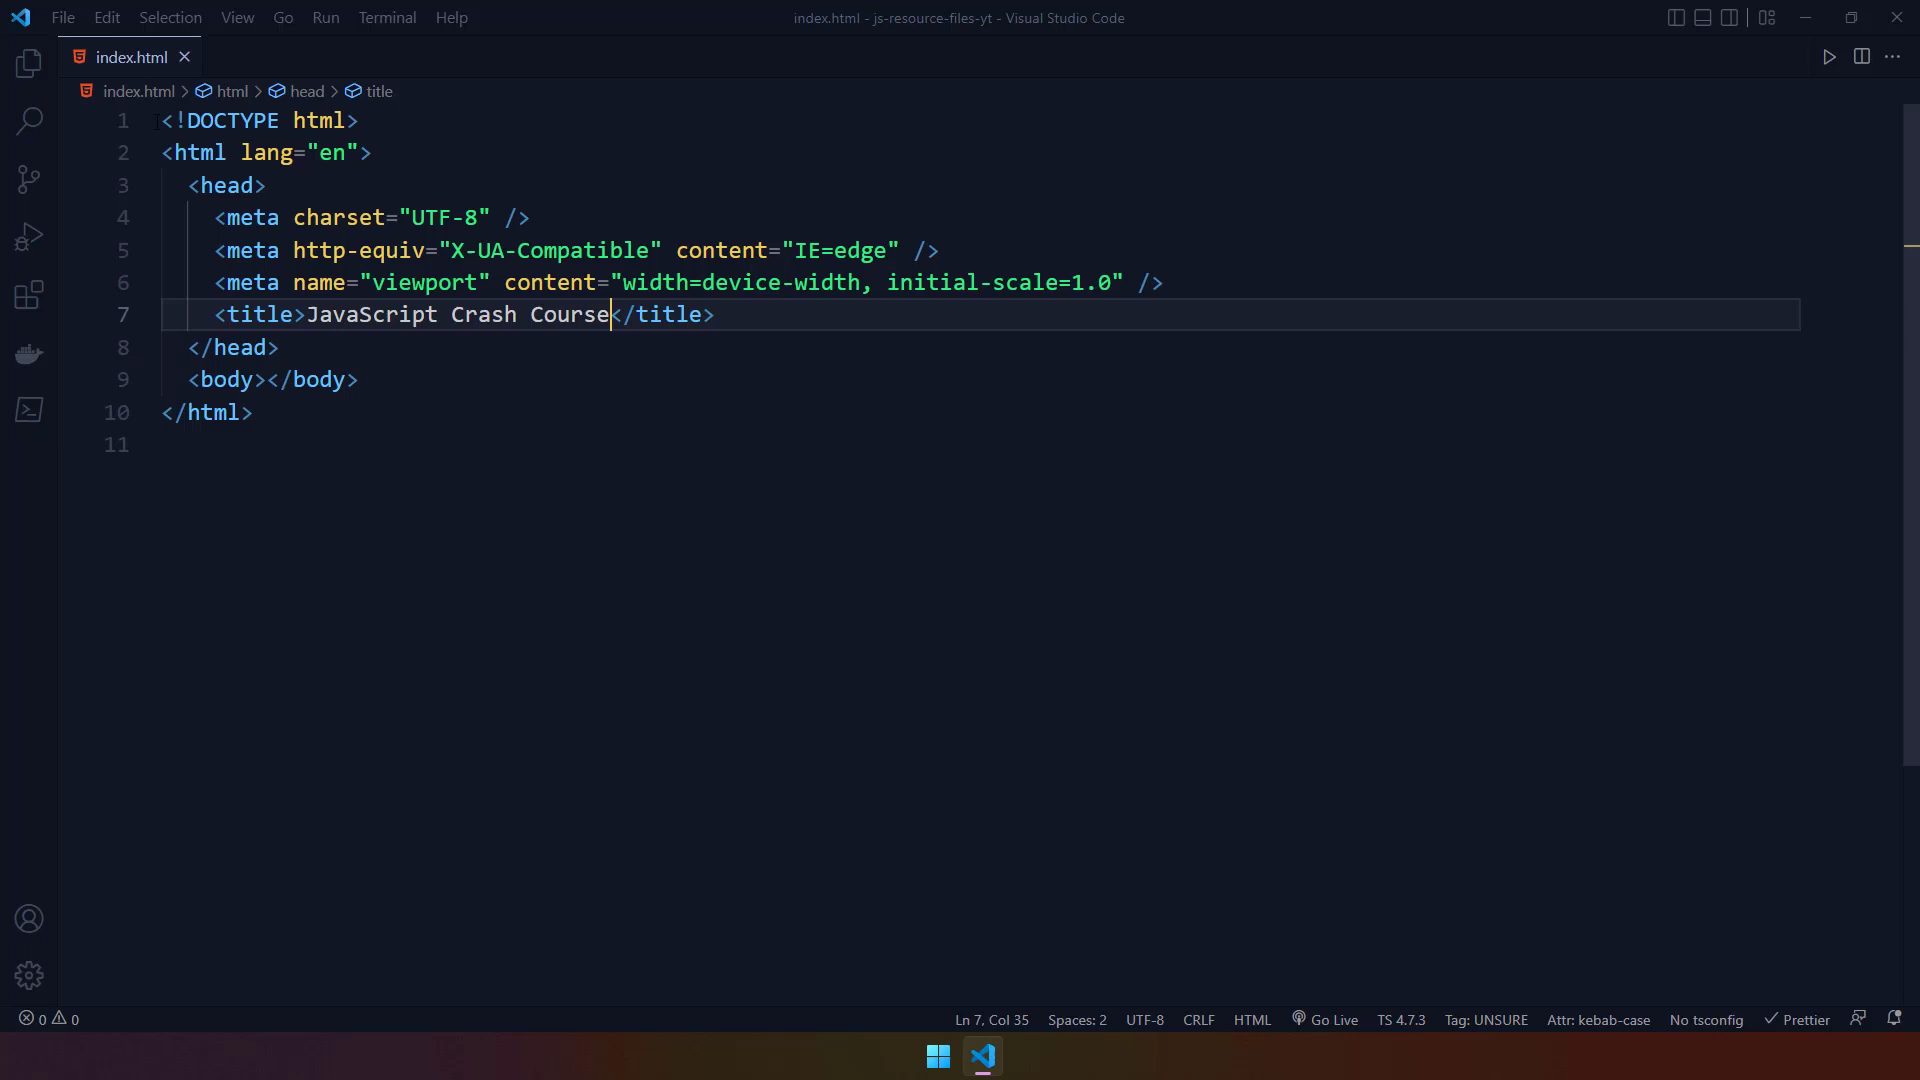 File Edit Selection View Go Run Terminal Help
index.html - js-resource-files-yt - Visual Studio Code
index.html
index.html > html > head > title
1 <!DOCTYPE html>
2 <html lang="en">
3 <head>
4 <meta charset="UTF-8" />
5 <meta http-equiv="X-UA-Compatible" content="IE=edge" />
6 <meta name="viewport" content="width=device-width, initial-scale=1.0" />
7 <title>JavaScript Crash Course</title>
8 </head>
9 <body></body>
10 </html>
11
0 0 Ln 7, Col 35 Spaces: 2 UTF-8 CRLF HTML Go Live TS 4.7.3 Tag: UNSURE Attr: kebab-case No tsconfig Prettier